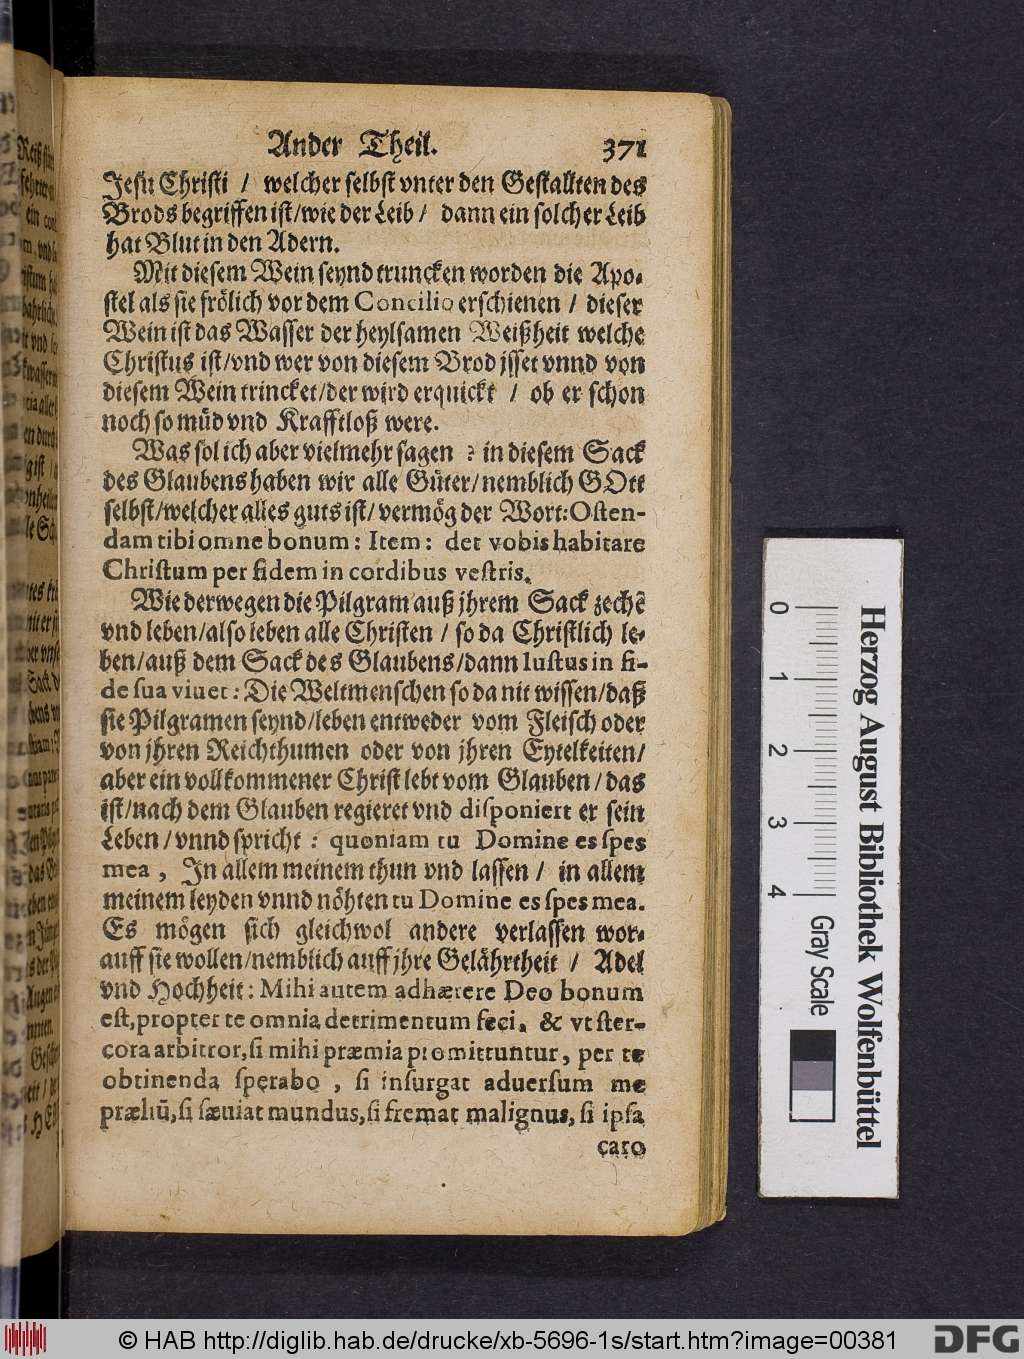 Ander Theil. 371
Jesu Christi / welcher selbst vnter den Gestallten des
Brods begriffen ist/wie der Leib / dann ein solcher Leib
hat Blut in den Adern.
Mit diesem Wein seynd truncken worden die Apo-
stel als sie frölich vor dem Concilio erschienen / dieser
Wein ist das Wasser der heylsamen Weißheit welche
Christus ist/vnd wer von diesem Brod jsset vnnd von
diesem Wein trincket/der wird erquickt / ob er schon
noch so müd vnd Krafftloß were.
Was sol ich aber vielmehr sagen ? in diesem Sack
des Glaubens haben wir alle Güter/nemblich GOtt
selbst/welcher alles guts ist/ vermög der Wort: Osten-
dam tibi omne bonum: Item: det vobis habitare
Christum per fidem in cordibus vestris.
Wie derwegen die Pilgram auß jhrem Sack zechẽ
vnd leben/also leben alle Christen / so da Christlich le-
ben/auß dem Sack des Glaubens/dann Iustus in fi-
de sua viuet: Die Weltmenschen so da nit wissen/daß
sie Pilgramen seynd/leben entweder vom Fleisch oder
von jhren Reichthumen oder von jhren Eytelkeiten/
aber ein vollkommener Christ lebt vom Glauben/das
ist/nach dem Glauben regieret vnd disponiert er sein
Leben/vnnd spricht : quoniam tu Domine es spes
mea , In allem meinem thun vnd lassen / in allem
meinem leyden vnnd nöhten tu Domine es spes mea.
Es mögen sich gleichwol andere verlassen wor-
auff sie wollen/nemblich auff jhre Gelährtheit / Adel
vnd Hochheit: Mihi autem adhærere Deo bonum
est, propter te omnia detrimentum feci, & vt ster-
cora arbitror, si mihi præmia promittuntur, per te
obtinenda sperabo , si insurgat aduersum me
præliũ, si sæuiat mundus, si fremat malignus, si ipsa
caro
0 1 2 3 4
Gray Scale
Herzog August Bibliothek Wolfenbüttel
© HAB http://diglib.hab.de/drucke/xb-5696-1s/start.htm?image=00381
DFG